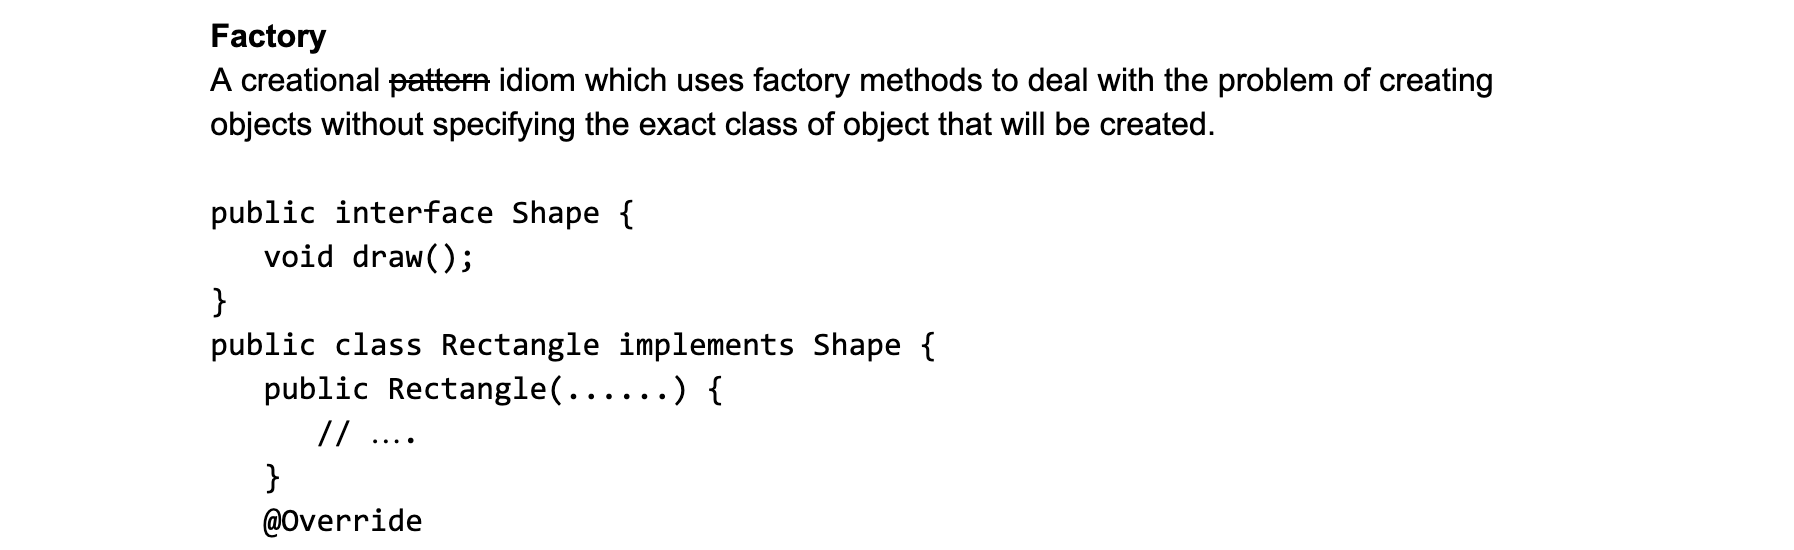 Factory
A creational pattern idiom which uses factory methods to deal with the problem of creating
objects without specifying the exact class of object that will be created.
public interface Shape {
   void draw();
}
public class Rectangle implements Shape {
   public Rectangle(......) {
      // ….
   }
   @Override